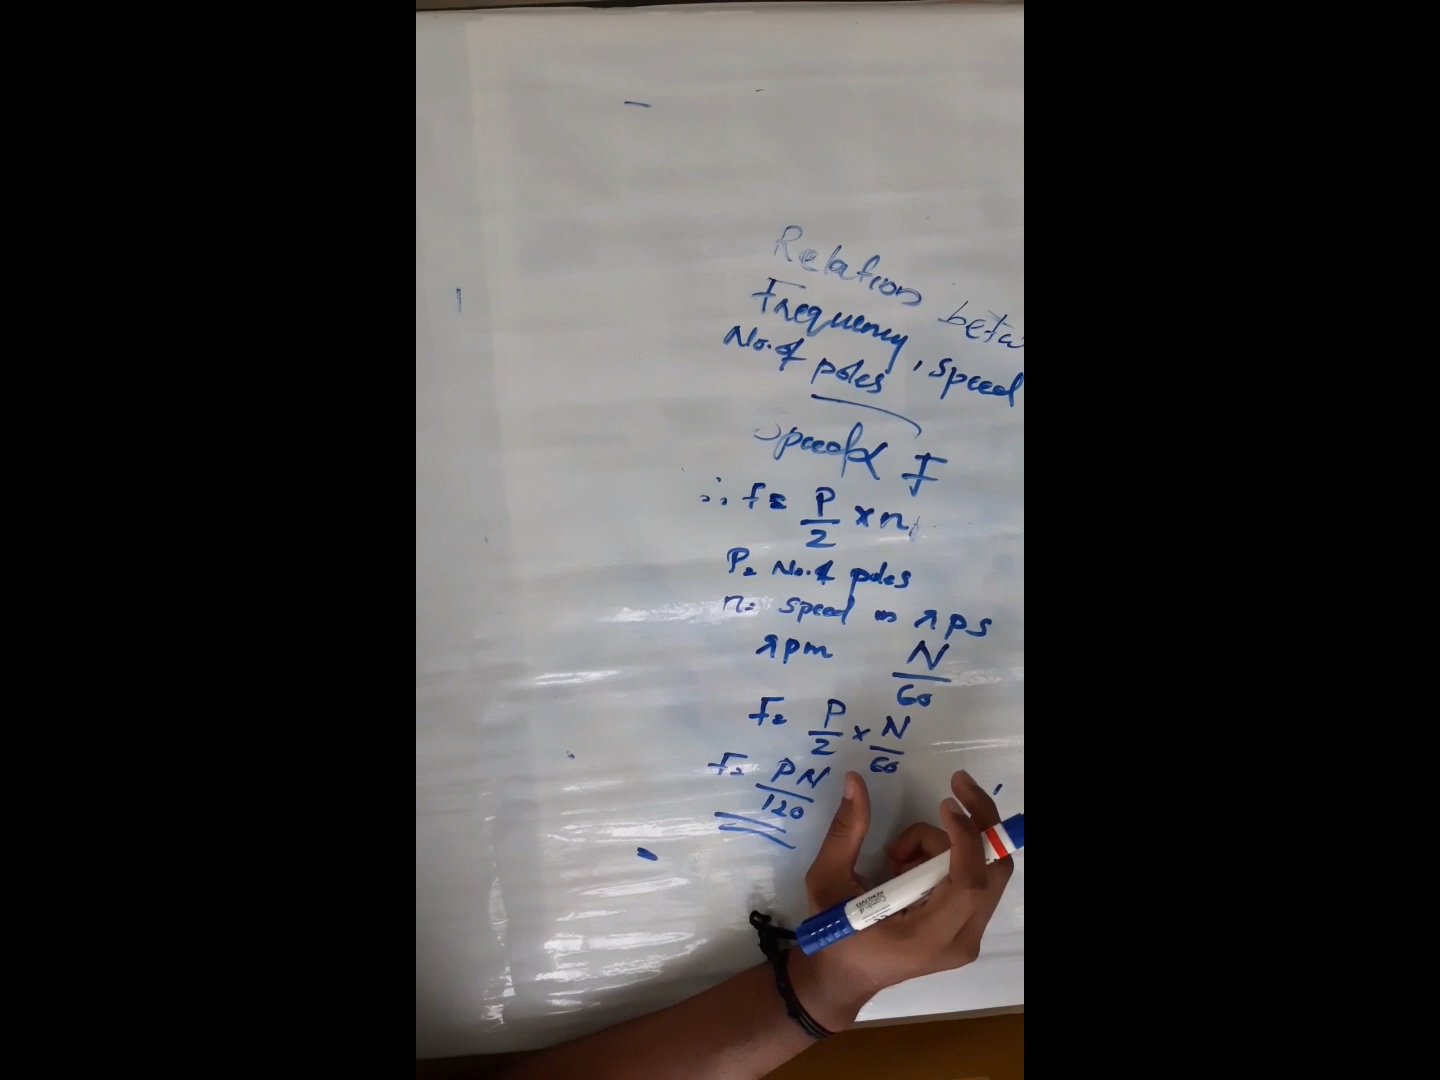 Relation betw
Frequency, speed
No. of poles
Speed ∝ F
∴ f = P/2 × n
P = No. of poles
n = speed in rps
rpm N/60
F = P/2 × N/60
F = PN/120
Camlin